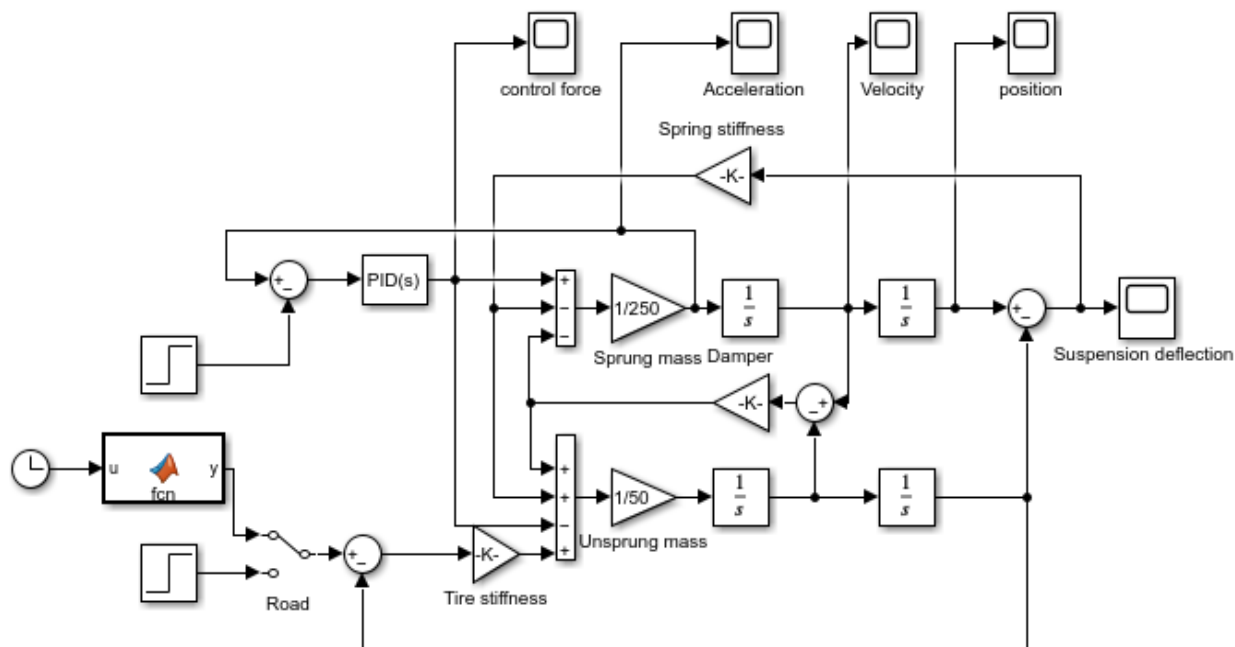 control force
Acceleration
Velocity
position
Spring stiffness
-K-
+
−
PID(s)
+
−
−
1/250
1
s
1
s
+
−
Sprung mass
Damper
Suspension deflection
-K-
−
+
u
y
fcn
+
+
−
+
1/50
1
s
1
s
Unsprung mass
+
−
-K-
Road
Tire stiffness